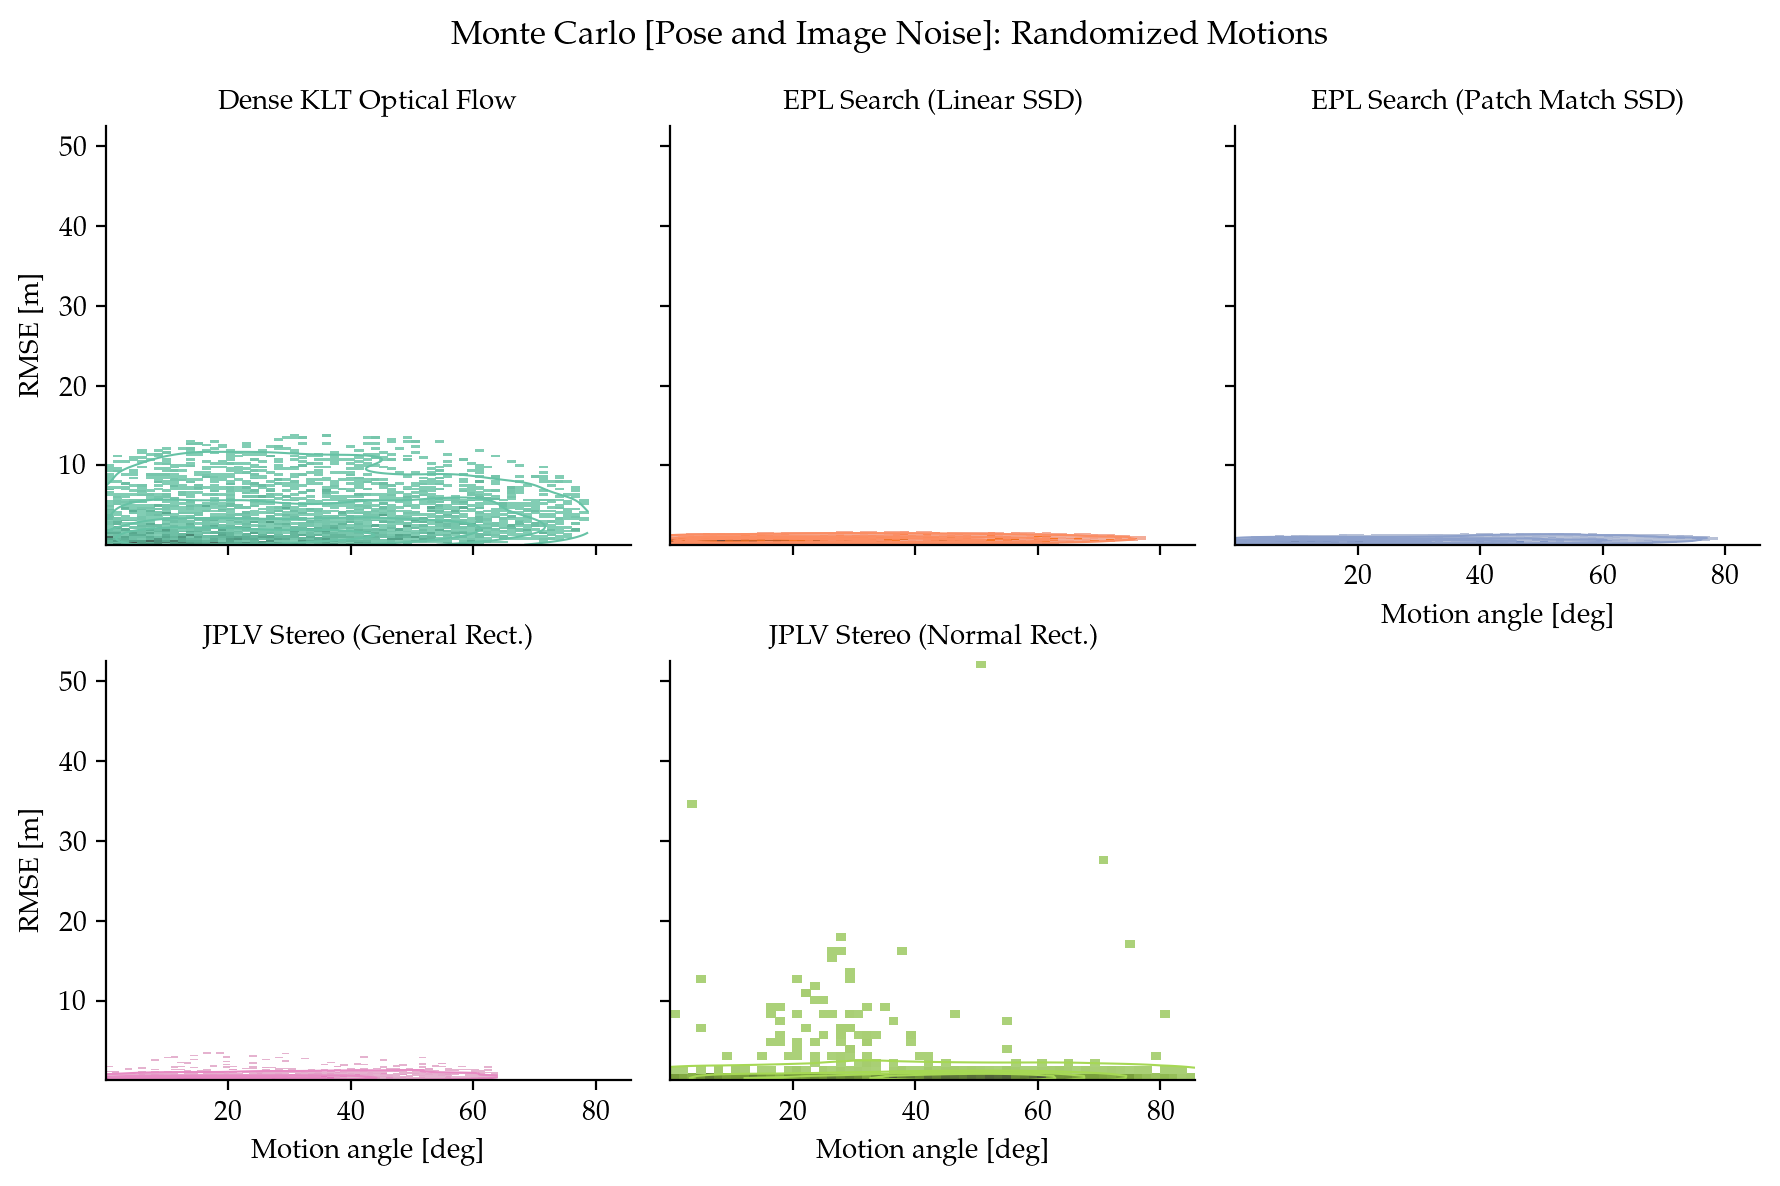 Monte Carlo [Pose and Image Noise]: Randomized Motions
Dense KLT Optical Flow
EPL Search (Linear SSD)
EPL Search (Patch Match SSD)
50
40
30
20
10
RMSE [m]
20 40 60 80
Motion angle [deg]
JPLV Stereo (General Rect.)
JPLV Stereo (Normal Rect.)
50
40
30
20
10
RMSE [m]
20 40 60 80
Motion angle [deg]
20 40 60 80
Motion angle [deg]